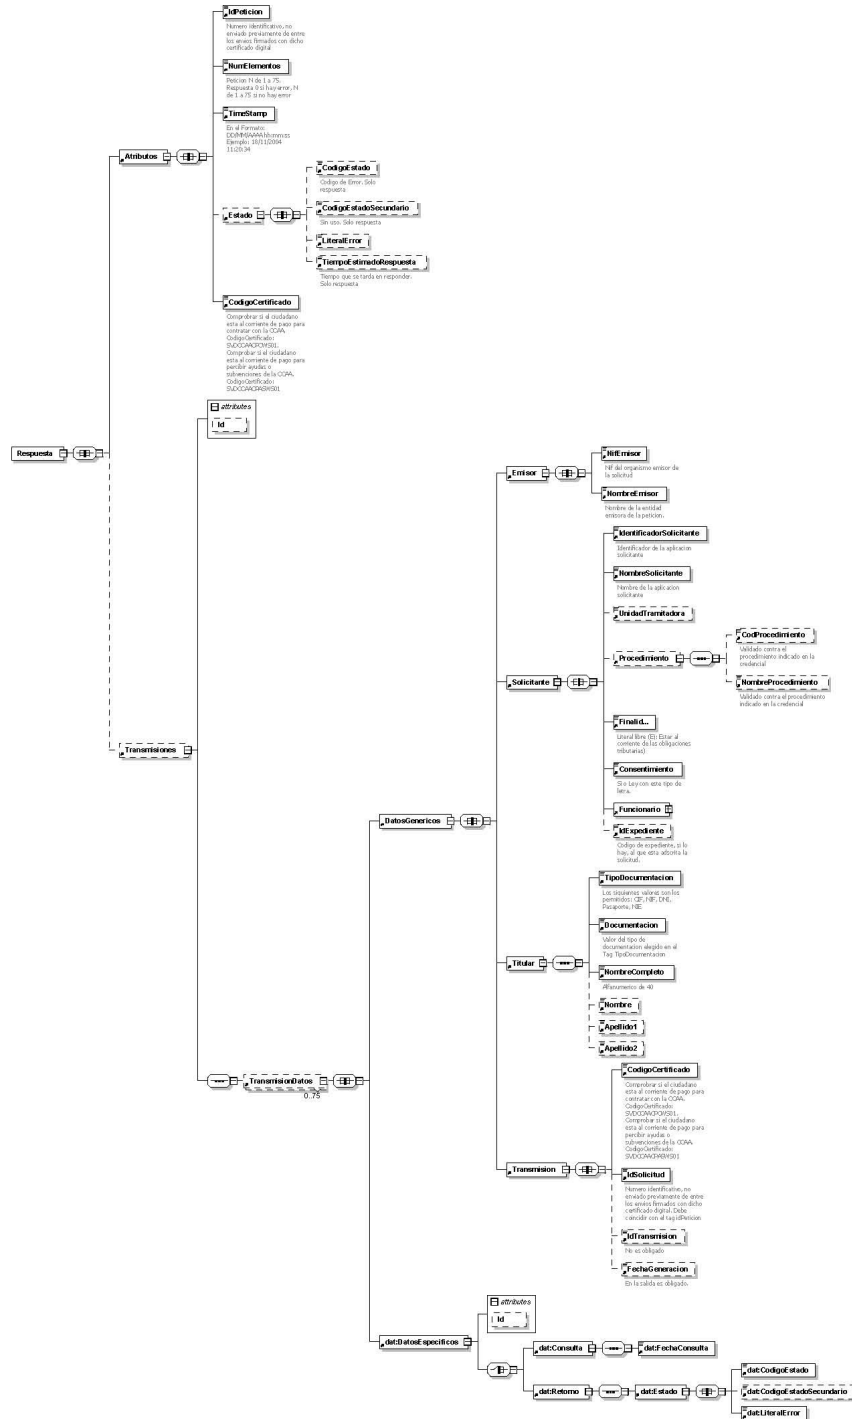 IdPeticion
Numero identificativo, no
enviado previamente de entre
los envios firmados con dicho
certificado digital
NumElementos
Peticion N de 1 a 75.
Respuesta 0 si hay error, N
de 1 a 75 si no hay error
TimeStamp
En el Formato:
DD/MM/AAAA hh:mm:ss
Ejemplo: 18/11/2004
11:20:34
Atributos
CodigoEstado
Codigo de Error. Solo
respuesta
CodigoEstadoSecundario
Sin uso. Solo respuesta
Estado
LiteralError
TiempoEstimadoRespuesta
Tiempo que se tarda en responder.
Solo respuesta
CodigoCertificado
Comprobrar si el ciudadano
esta al corriente de pago para
contratar con la CCAA.
CodigoCertificado:
SVDCCAACPCWS01.
Comprobar si el ciudadano
esta al corriente de pago para
percibir ayudas o
subvenciones de la CCAA.
CodigoCertificado:
SVDCCAACPASWS01
attributes
Id
Respuesta
Transmisiones
Emisor
NifEmisor
Nif del organismo emisor de
la solicitud
NombreEmisor
Nombre de la entidad
emisora de la peticion.
IdentificadorSolicitante
Identificador de la aplicacion
solicitante
NombreSolicitante
Nombre de la aplicacion
solicitante
UnidadTramitadora
Procedimiento
CodProcedimiento
Validado contra el
procedimiento indicado en la
credencial
NombreProcedimiento
Validado contra el procedimiento
indicado en la credencial
Solicitante
Finalid...
Literal libre (Ej: Estar al
corriente de las obligaciones
tributarias)
Consentimiento
Si o Ley con este tipo de
letra.
Funcionario
IdExpediente
Codigo de expediente, si lo
hay, al que esta adscrita la
solicitud.
DatosGenericos
TipoDocumentacion
Los siguientes valores son los
permitidos: CIF, NIF, DNI,
Pasaporte, NIE
Documentacion
Valor del tipo de
documentacion elegido en el
Tag TipoDocumentacion
Titular
NombreCompleto
Alfanumerico de 40
Nombre
Apellido1
Apellido2
TransmisionDatos
0..75
CodigoCertificado
Comprobrar si el ciudadano
esta al corriente de pago para
contratar con la CCAA.
CodigoCertificado:
SVDCCAACPCWS01.
Comprobar si el ciudadano
esta al corriente de pago para
percibir ayudas o
subvenciones de la CCAA.
CodigoCertificado:
SVDCCAACPASWS01
Transmision
IdSolicitud
Numero identificativo, no
enviado previamente de entre
los envios firmados con dicho
certificado digital. Debe
coincidir con el tag idPeticion
IdTransmision
No es obligado
FechaGeneracion
En la salida es obligado.
attributes
Id
dat:DatosEspecificos
dat:Consulta
dat:FechaConsulta
dat:Retorno
dat:Estado
dat:CodigoEstado
dat:CodigoEstadoSecundario
dat:LiteralError